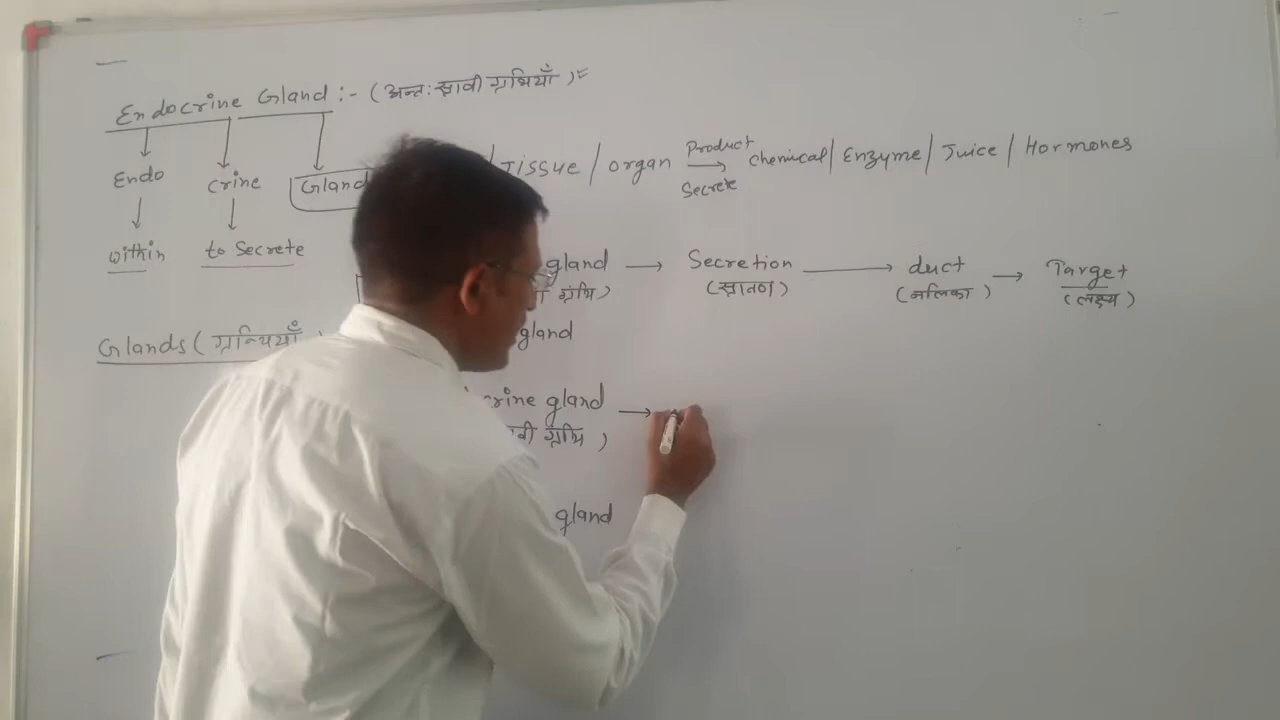 Endocrine Gland :- (अन्तः स्रावी ग्रंथियाँ) =
Endo crine Gland Tissue / organ Product Secrete Chemical / Enzyme / Juice / Hormones
within to Secrete
gland → Secretion → duct → Target
ग्रंथि) (स्रावण) (नलिका) (लक्ष्य)
Glands (ग्रन्थियाँ) gland
crine gland →
ग्रंथि)
gland